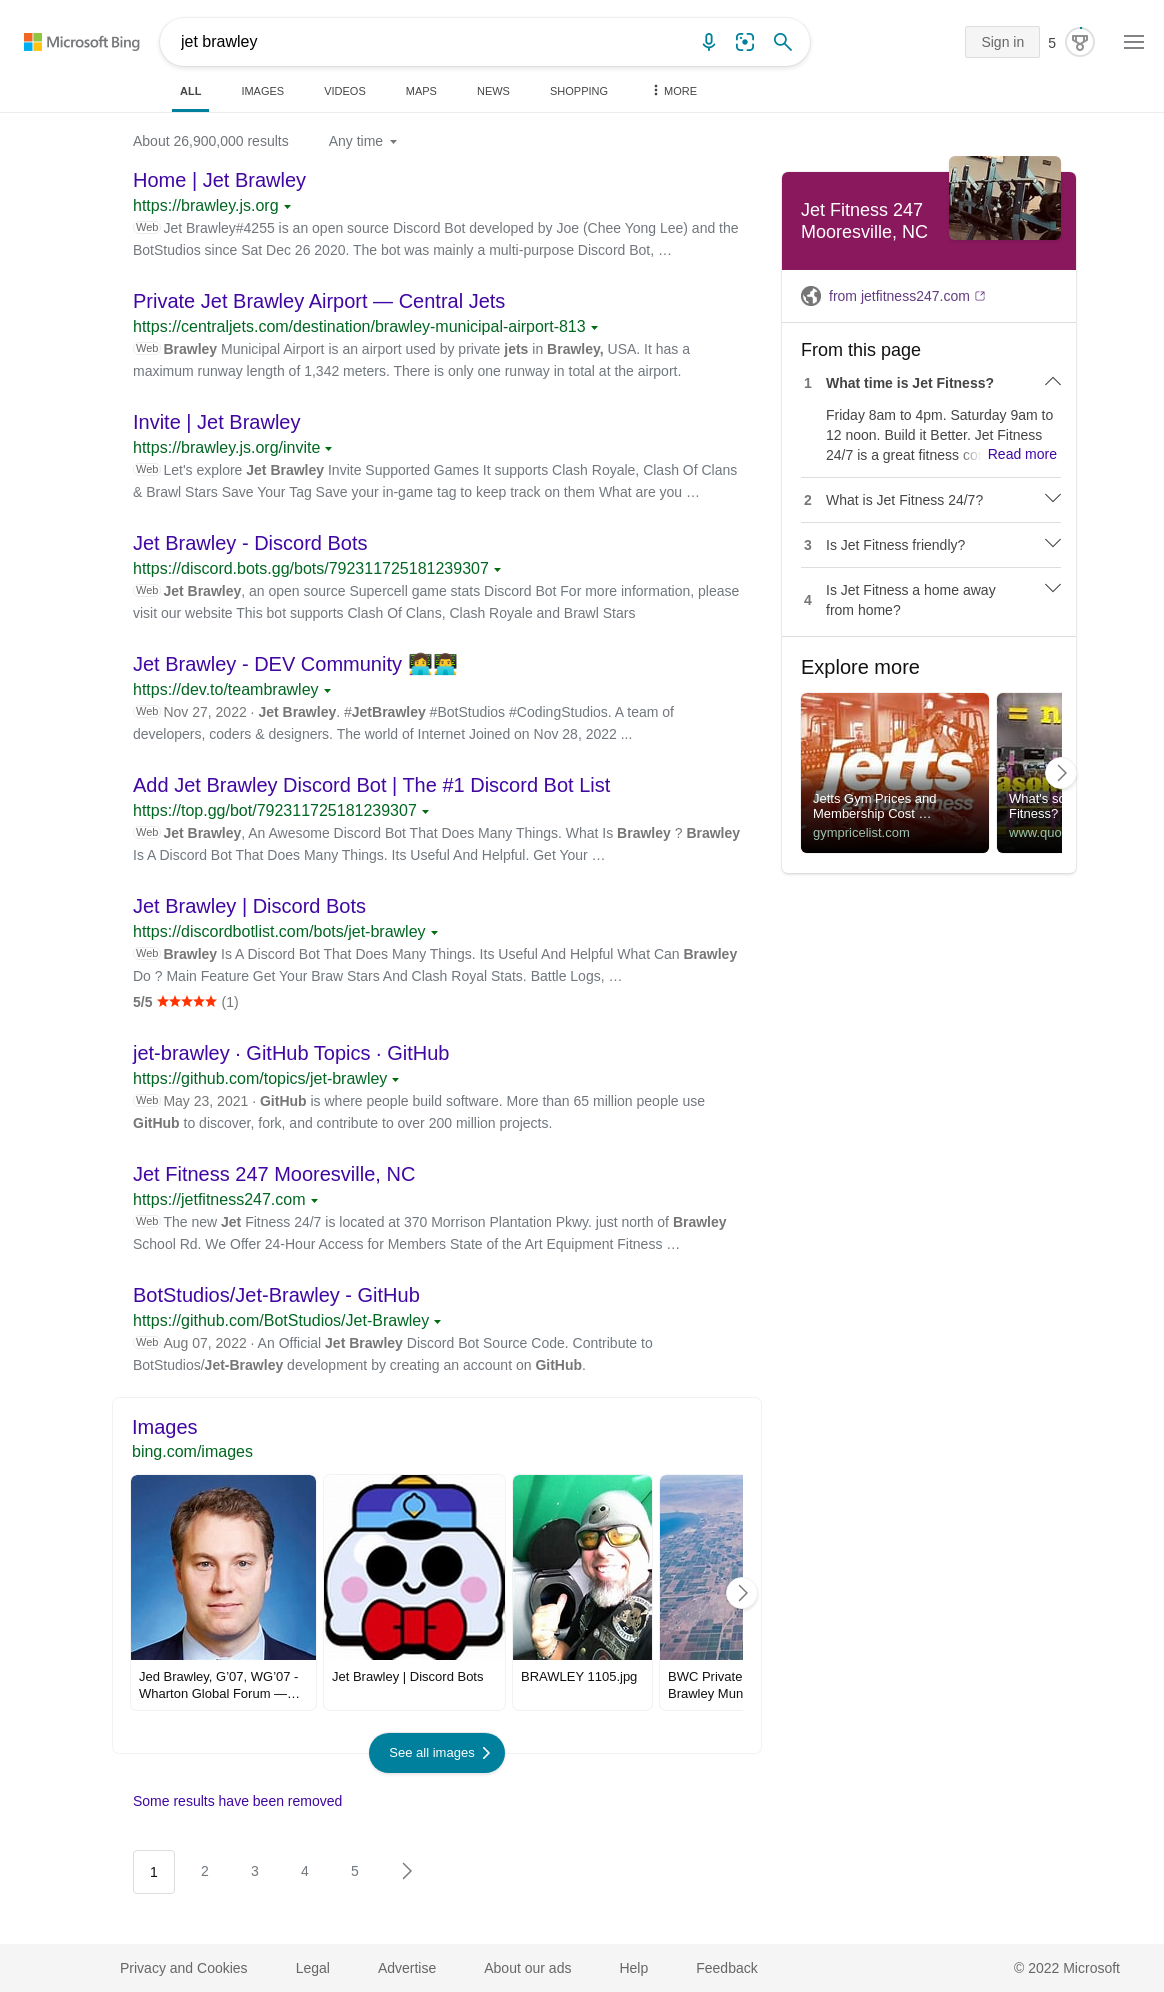 Microsoft Bing
jet brawley
Sign in
5
ALL
IMAGES
VIDEOS
MAPS
NEWS
SHOPPING
MORE
About 26,900,000 results
Any time
Home | Jet Brawley
https://brawley.js.org
Web Jet Brawley#4255 is an open source Discord Bot developed by Joe (Chee Yong Lee) and the
BotStudios since Sat Dec 26 2020. The bot was mainly a multi-purpose Discord Bot, …
Private Jet Brawley Airport — Central Jets
https://centraljets.com/destination/brawley-municipal-airport-813
Web Brawley Municipal Airport is an airport used by private jets in Brawley, USA. It has a
maximum runway length of 1,342 meters. There is only one runway in total at the airport.
Invite | Jet Brawley
https://brawley.js.org/invite
Web Let's explore Jet Brawley Invite Supported Games It supports Clash Royale, Clash Of Clans
& Brawl Stars Save Your Tag Save your in-game tag to keep track on them What are you …
Jet Brawley - Discord Bots
https://discord.bots.gg/bots/792311725181239307
Web Jet Brawley, an open source Supercell game stats Discord Bot For more information, please
visit our website This bot supports Clash Of Clans, Clash Royale and Brawl Stars
Jet Brawley - DEV Community 👩‍💻👨‍💻
https://dev.to/teambrawley
Web Nov 27, 2022 · Jet Brawley. #JetBrawley #BotStudios #CodingStudios. A team of
developers, coders & designers. The world of Internet Joined on Nov 28, 2022 ...
Add Jet Brawley Discord Bot | The #1 Discord Bot List
https://top.gg/bot/792311725181239307
Web Jet Brawley, An Awesome Discord Bot That Does Many Things. What Is Brawley ? Brawley
Is A Discord Bot That Does Many Things. Its Useful And Helpful. Get Your …
Jet Brawley | Discord Bots
https://discordbotlist.com/bots/jet-brawley
Web Brawley Is A Discord Bot That Does Many Things. Its Useful And Helpful What Can Brawley
Do ? Main Feature Get Your Braw Stars And Clash Royal Stats. Battle Logs, …
5/5 ★★★★★ (1)
jet-brawley · GitHub Topics · GitHub
https://github.com/topics/jet-brawley
Web May 23, 2021 · GitHub is where people build software. More than 65 million people use
GitHub to discover, fork, and contribute to over 200 million projects.
Jet Fitness 247 Mooresville, NC
https://jetfitness247.com
Web The new Jet Fitness 24/7 is located at 370 Morrison Plantation Pkwy. just north of Brawley
School Rd. We Offer 24-Hour Access for Members State of the Art Equipment Fitness …
BotStudios/Jet-Brawley - GitHub
https://github.com/BotStudios/Jet-Brawley
Web Aug 07, 2022 · An Official Jet Brawley Discord Bot Source Code. Contribute to
BotStudios/Jet-Brawley development by creating an account on GitHub.
Images
bing.com/images
Jed Brawley, G'07, WG'07 -
Wharton Global Forum —…
Jet Brawley | Discord Bots
BRAWLEY 1105.jpg
BWC Private
Brawley Mun
See all images
Some results have been removed
1
2
3
4
5
Jet Fitness 247
Mooresville, NC
from jetfitness247.com
From this page
1 What time is Jet Fitness?
Friday 8am to 4pm. Saturday 9am to
12 noon. Build it Better. Jet Fitness
24/7 is a great fitness co Read more
2 What is Jet Fitness 24/7?
3 Is Jet Fitness friendly?
4 Is Jet Fitness a home away
from home?
Explore more
jetts
24 hour fitness
Jetts Gym Prices and
Membership Cost …
gympricelist.com
= n
ason
What's so
Fitness?
www.quo
Privacy and Cookies
Legal
Advertise
About our ads
Help
Feedback
© 2022 Microsoft